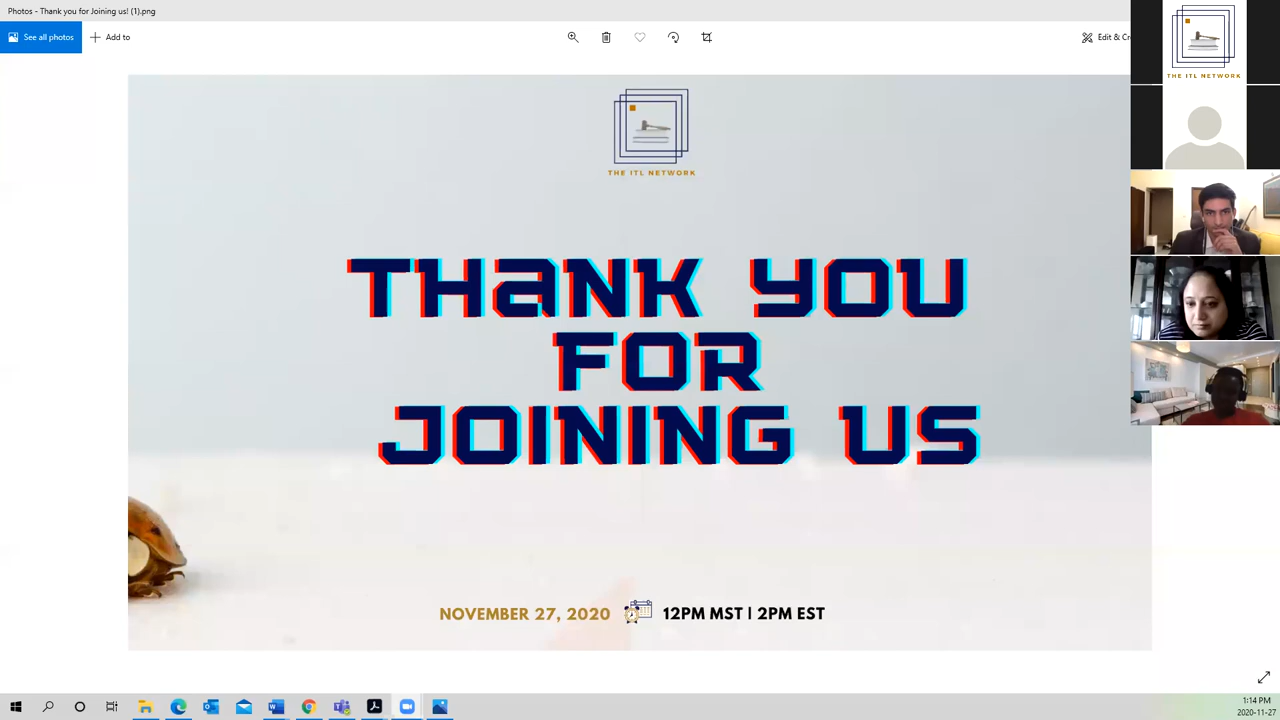 Photos - Thank you for Joining us! (1).png
See all photos
Add to
Edit & Cr
THE ITL NETWORK
THE ITL NETWORK
THANK YOU
FOR
JOINING US
NOVEMBER 27, 2020 12PM MST | 2PM EST
1:14 PM
2020-11-27